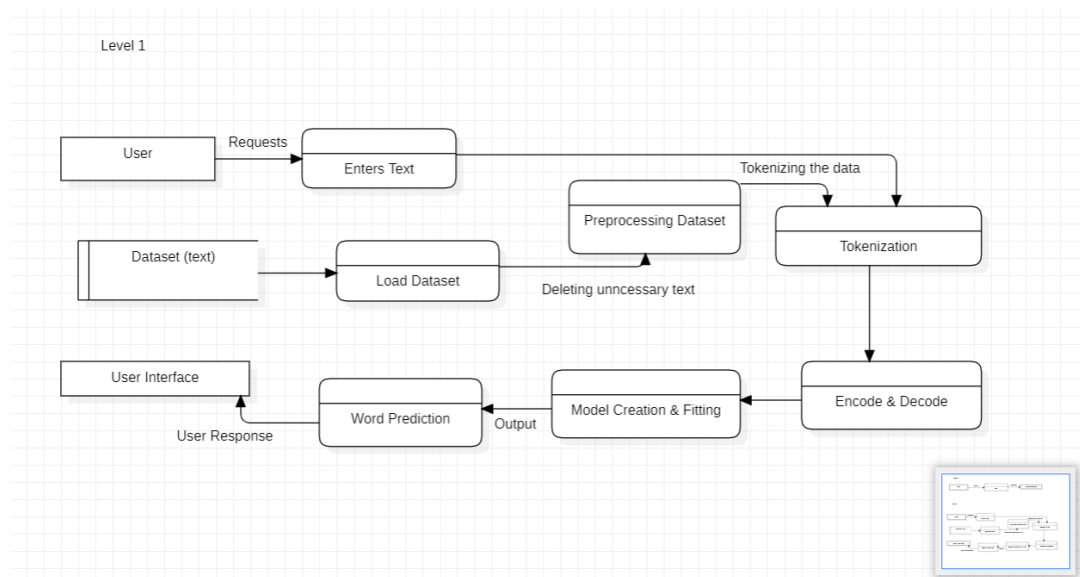 Level 1
User
Requests
Enters Text
Tokenizing the data
Preprocessing Dataset
Tokenization
Dataset (text)
Load Dataset
Deleting unncessary text
User Interface
Word Prediction
Model Creation & Fitting
Encode & Decode
Output
User Response